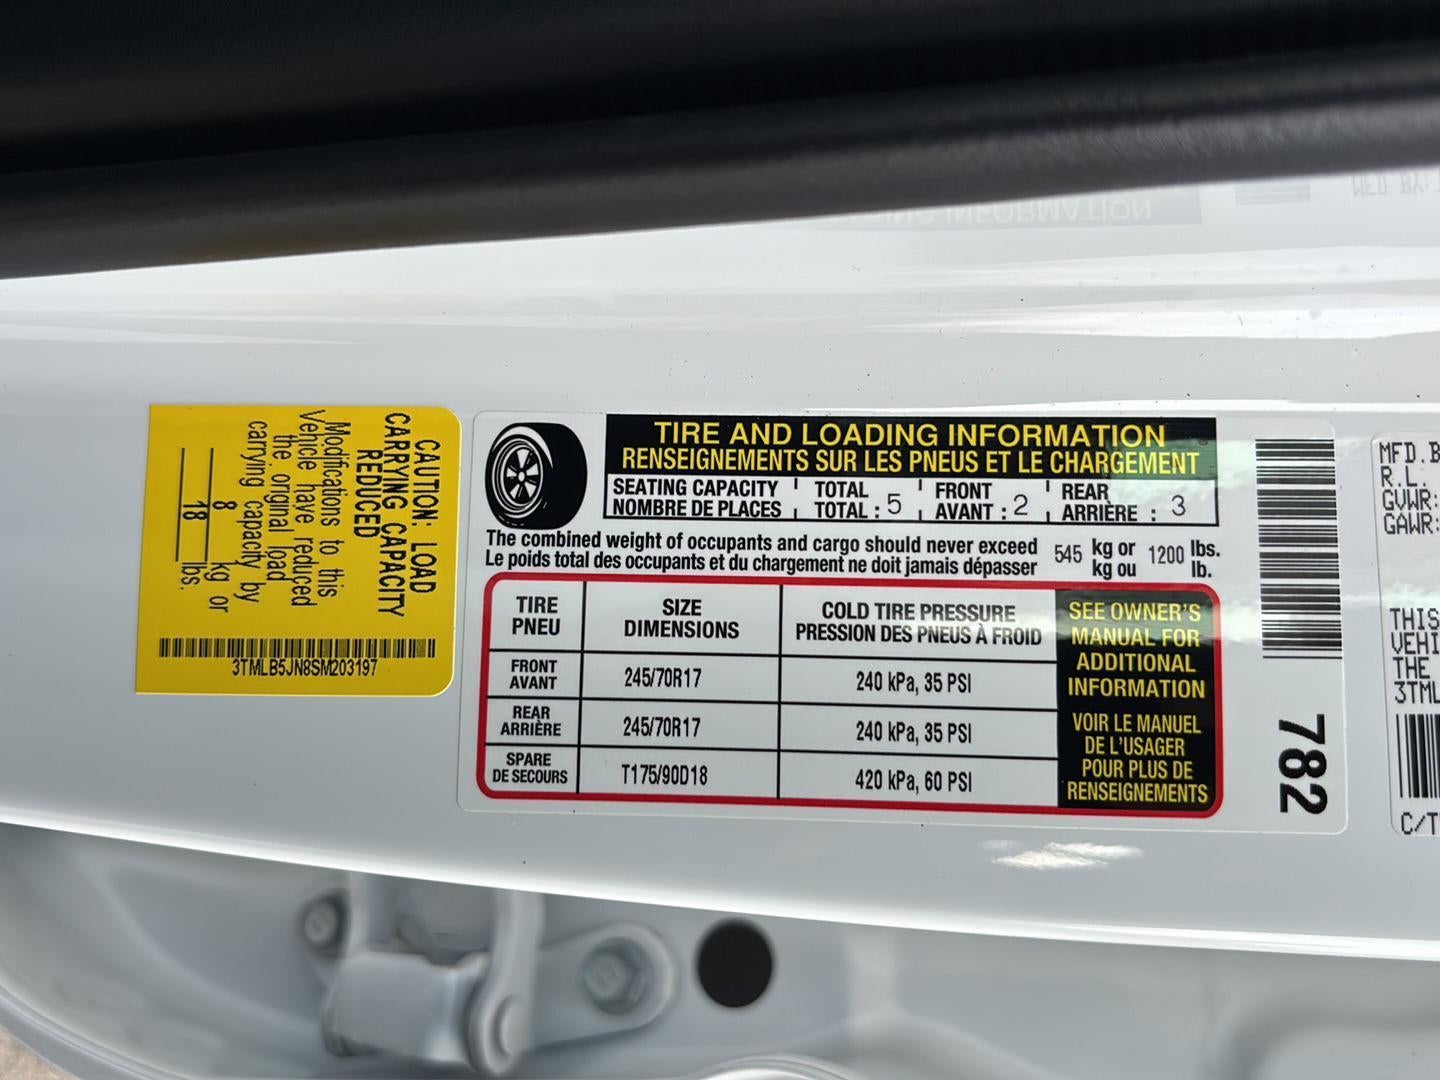 CAUTION: LOAD
CARRYING CAPACITY
REDUCED
Modifications to this
Vehicle have reduced
the original load
carrying capacity by
8 kg or
18 lbs.
3TMLB5JN8SM203197
TIRE AND LOADING INFORMATION
RENSEIGNEMENTS SUR LES PNEUS ET LE CHARGEMENT
SEATING CAPACITY TOTAL FRONT REAR
NOMBRE DE PLACES TOTAL : 5 AVANT : 2 ARRIÈRE : 3
The combined weight of occupants and cargo should never exceed 545 kg or 1200 lbs.
Le poids total des occupants et du chargement ne doit jamais dépasser kg ou lb.
TIRE SIZE COLD TIRE PRESSURE
PNEU DIMENSIONS PRESSION DES PNEUS À FROID
FRONT
AVANT 245/70R17 240 kPa, 35 PSI
REAR
ARRIÈRE 245/70R17 240 kPa, 35 PSI
SPARE
DE SECOURS T175/90D18 420 kPa, 60 PSI
SEE OWNER'S
MANUAL FOR
ADDITIONAL
INFORMATION
VOIR LE MANUEL
DE L'USAGER
POUR PLUS DE
RENSEIGNEMENTS
782
MFD.B
R.L.
GVWR:
GAWR:
THIS
VEHI
THE
3TML
C/T